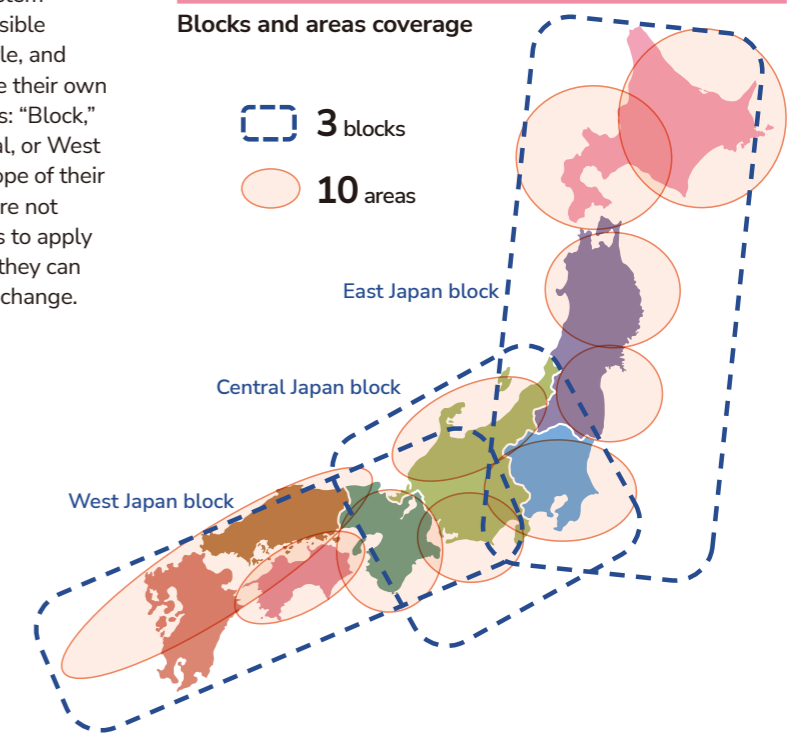 sible
le, and
e their own
s: “Block,”
al, or West
ope of their
re not
s to apply
they can
change.
Blocks and areas coverage
3 blocks
10 areas
East Japan block
Central Japan block
West Japan block